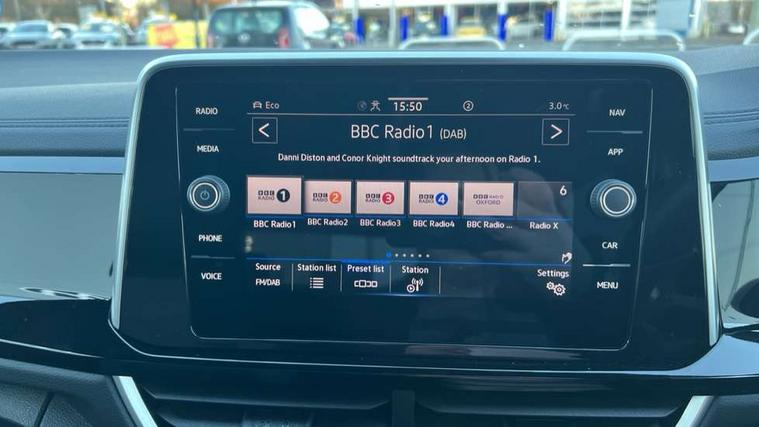 RADIO
MEDIA
PHONE
VOICE
Eco
15:50
2
3.0°C
<
BBC Radio1 (DAB)
>
Danni Diston and Conor Knight soundtrack your afternoon on Radio 1.
BBC RADIO 1
BBC RADIO 2
BBC RADIO 3
BBC RADIO 4
BBC RADIO OXFORD
6
BBC Radio1
BBC Radio2
BBC Radio3
BBC Radio4
BBC Radio ...
Radio X
Source
FM/DAB
Station list
Preset list
Station
Settings
NAV
APP
CAR
MENU